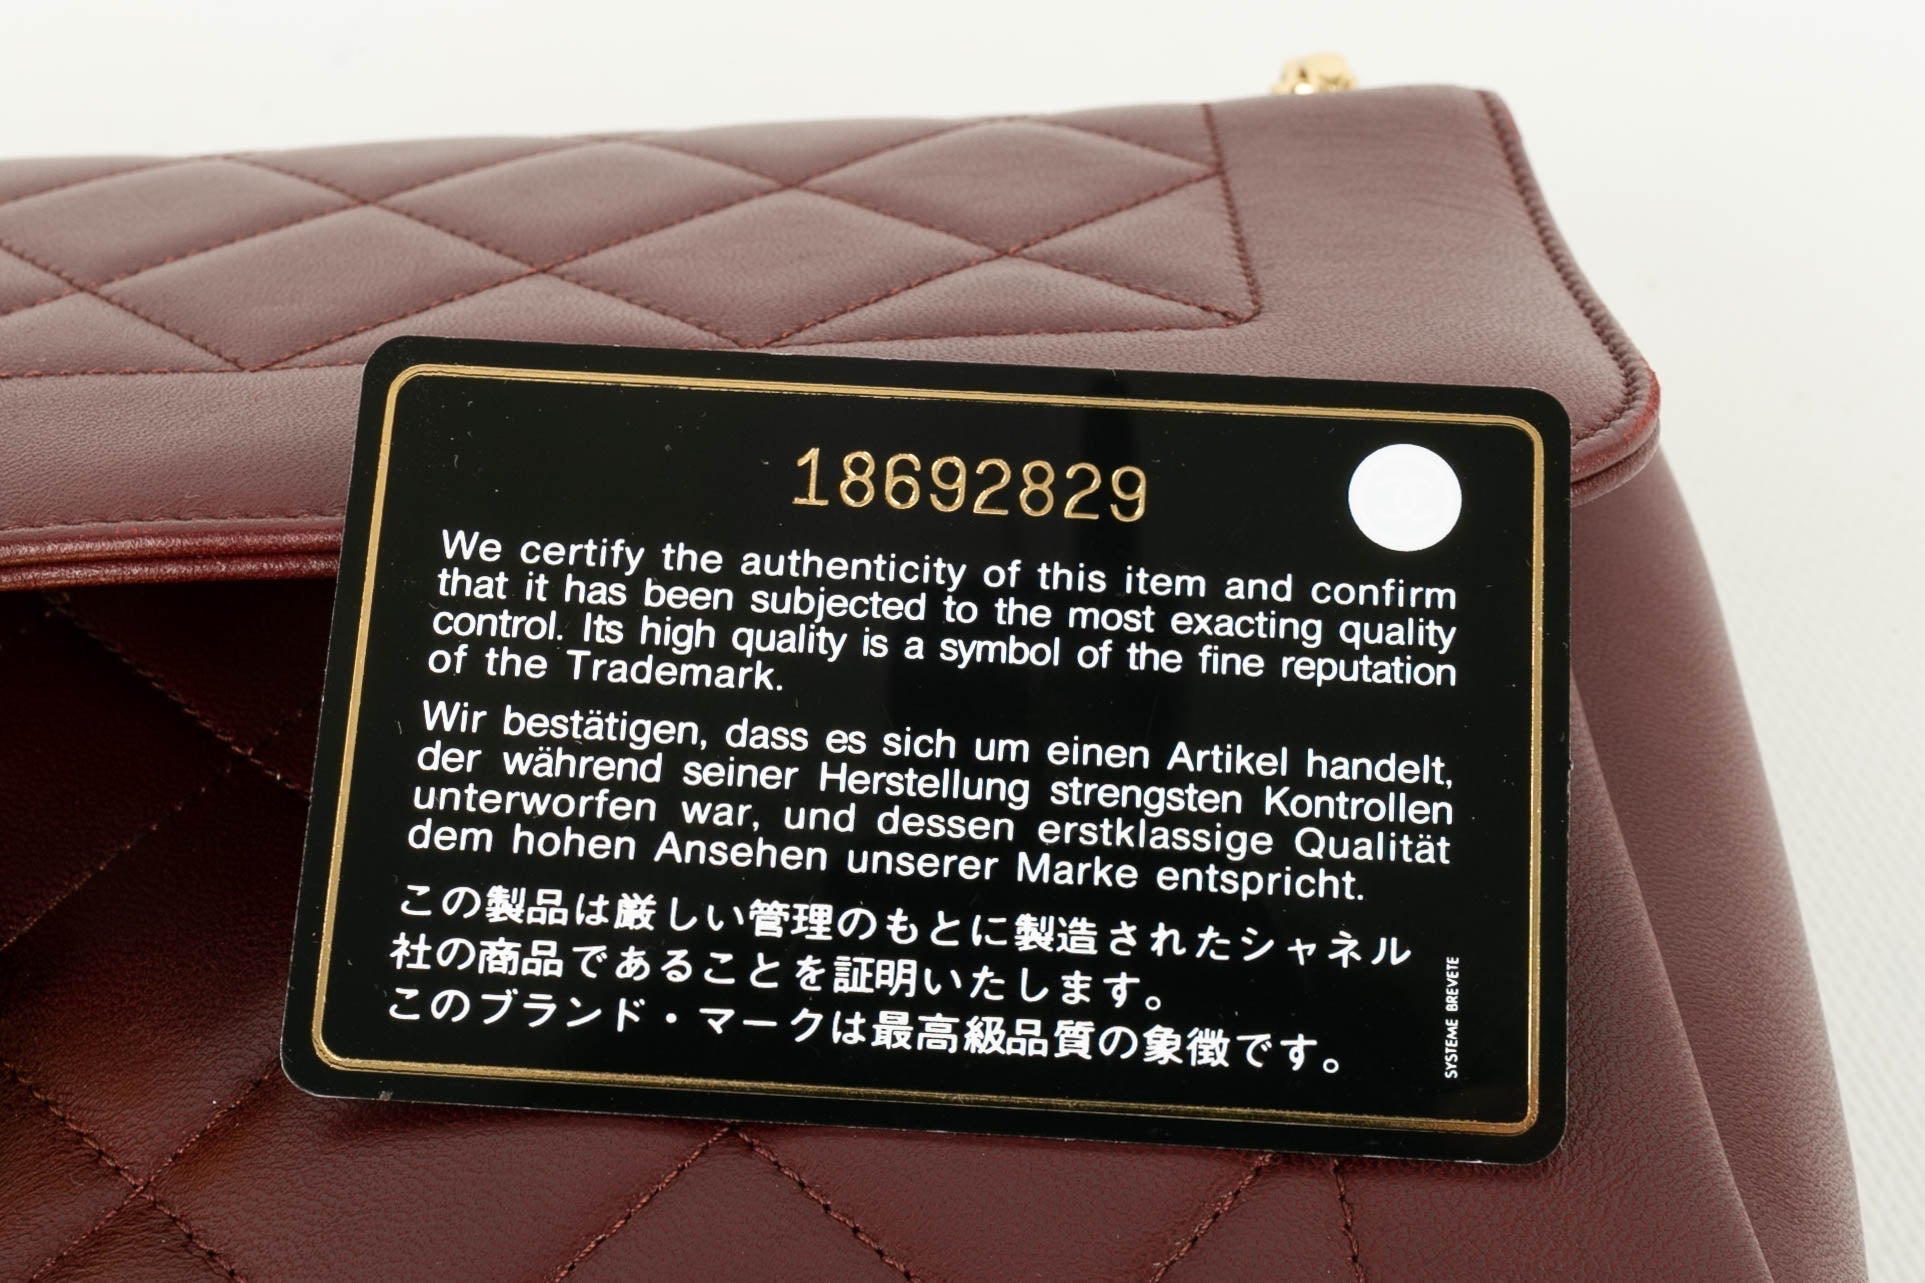 18692829
We certify the authenticity of this item and confirm
that it has been subjected to the most exacting quality
control. Its high quality is a symbol of the fine reputation
of the Trademark.
Wir bestätigen, dass es sich um einen Artikel handelt,
der während seiner Herstellung strengsten Kontrollen
unterworfen war, und dessen erstklassige Qualität
dem hohen Ansehen unserer Marke entspricht.
この製品は厳しい管理のもとに製造されたシャネル
社の商品であることを証明いたします。
このブランド・マークは最高級品質の象徴です。
SYSTEME BREVETE